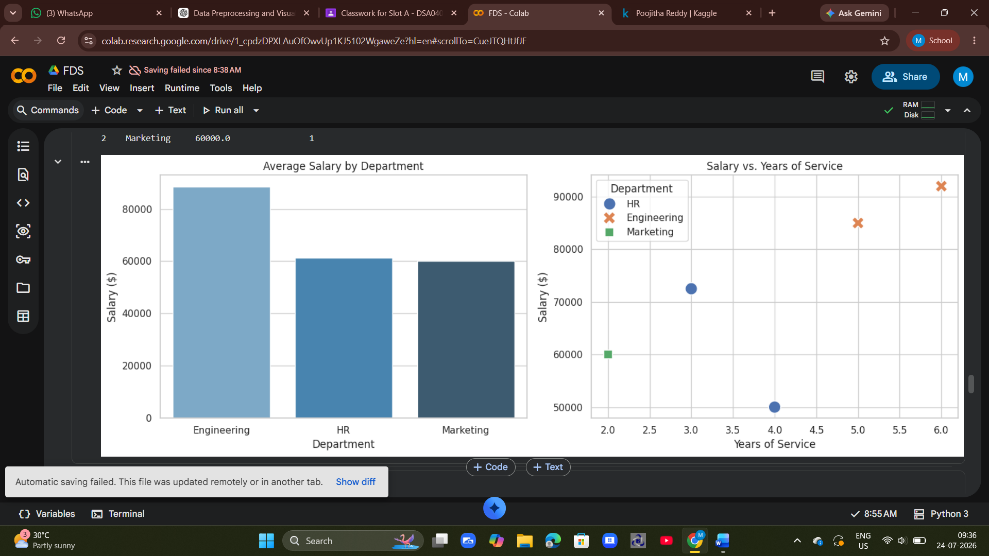 (3) WhatsApp
Data Preprocessing and Visua
Classwork for Slot A - DSA04
FDS - Colab
Poojitha Reddy | Kaggle
Ask Gemini
School
FDS
Saving failed since 8:38 AM
File Edit View Insert Runtime Tools Help
Share
M
Commands + Code + Text Run all
RAM
Disk
2 Marketing 60000.0 1
Average Salary by Department
Salary ($)
80000
60000
40000
20000
0
Engineering HR Marketing
Department
Salary vs. Years of Service
Department
HR
Engineering
Marketing
Salary ($)
90000
80000
70000
60000
50000
2.0 2.5 3.0 3.5 4.0 4.5 5.0 5.5 6.0
Years of Service
+ Code + Text
Automatic saving failed. This file was updated remotely or in another tab. Show diff
Variables Terminal
8:55 AM Python 3
30°C
Partly sunny
Search
ENG
US
09:36
24-07-2026